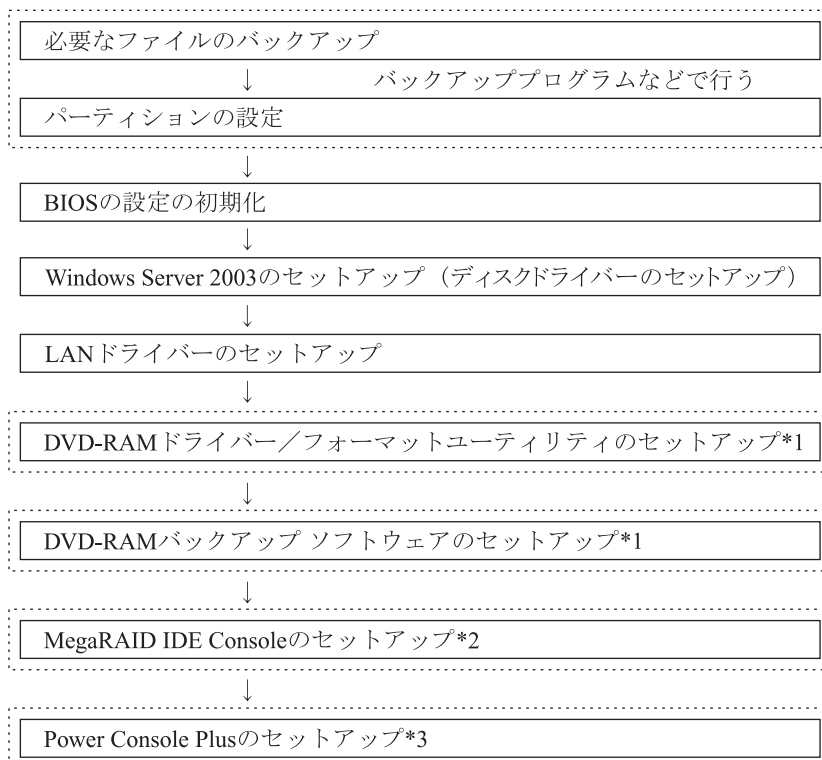 必要なファイルのバックアップ
↓ バックアッププログラムなどで行う
パーティションの設定
↓
BIOSの設定の初期化
↓
Windows Server 2003のセットアップ（ディスクドライバーのセットアップ）
↓
LANドライバーのセットアップ
↓
DVD-RAMドライバー／フォーマットユーティリティのセットアップ*1
↓
DVD-RAMバックアップ ソフトウェアのセットアップ*1
↓
MegaRAID IDE Consoleのセットアップ*2
↓
Power Console Plusのセットアップ*3